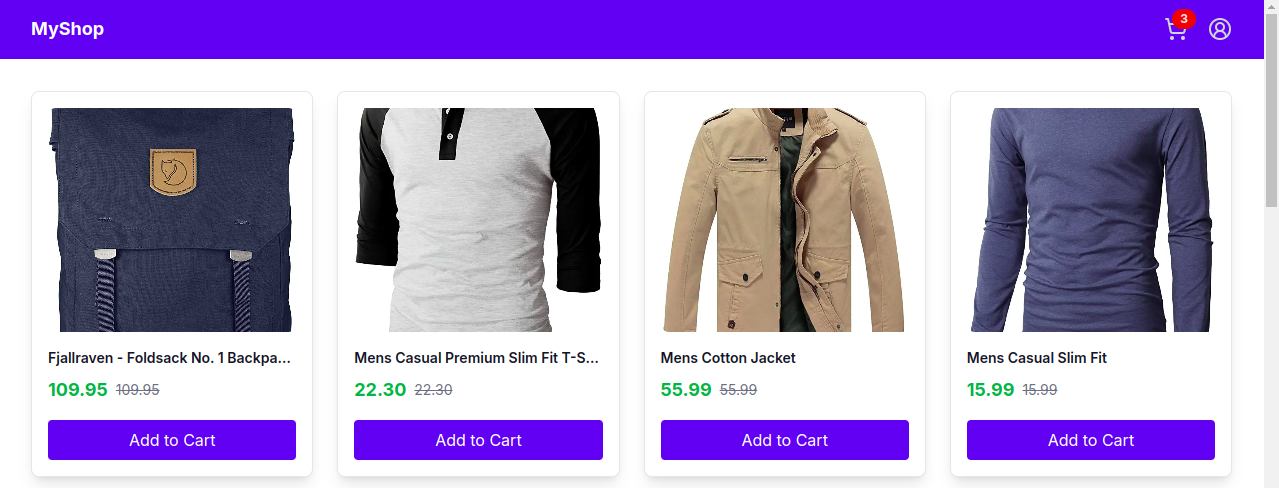 MyShop
3
Fjallraven - Foldsack No. 1 Backpa...
109.95 109.95
Add to Cart
Mens Casual Premium Slim Fit T-S...
22.30 22.30
Add to Cart
Mens Cotton Jacket
55.99 55.99
Add to Cart
Mens Casual Slim Fit
15.99 15.99
Add to Cart